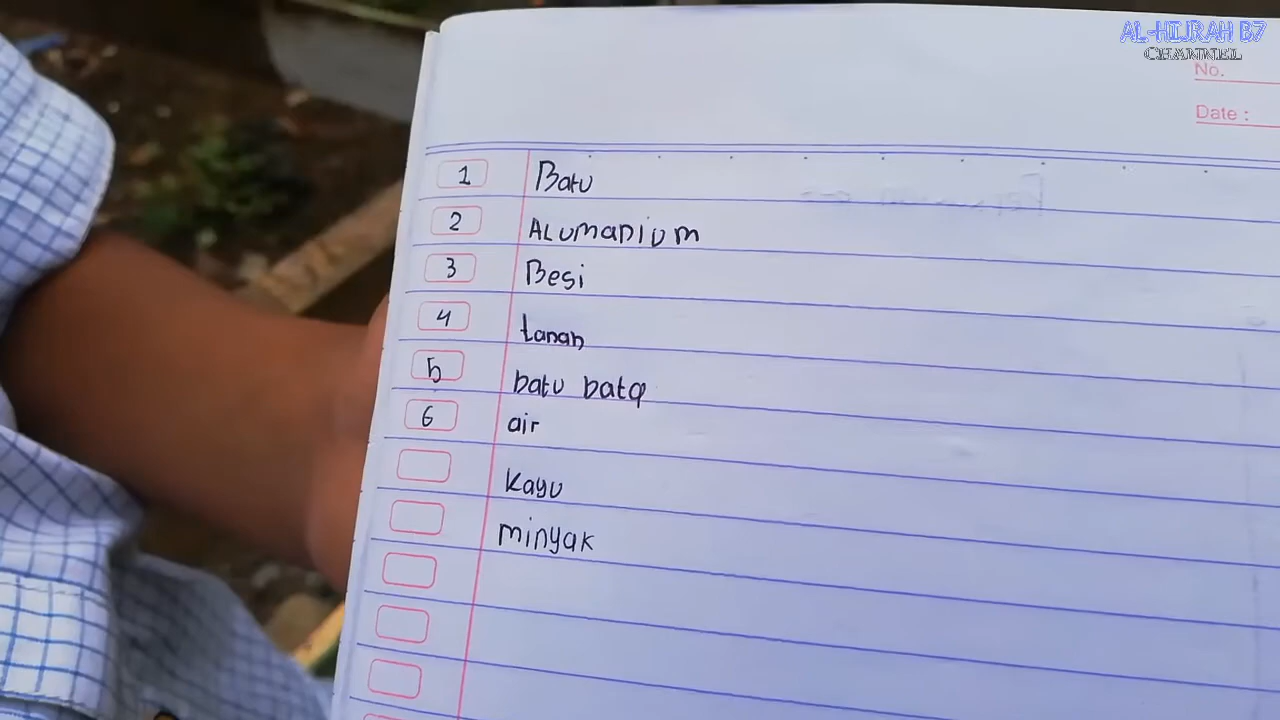 AL-HIJRAH B7
CHANNEL
No.
Date :
1 Batu
2 ALUMANIUM
3 Besi
4 tanah
5 batu bata
6 air
Kayu
minyak